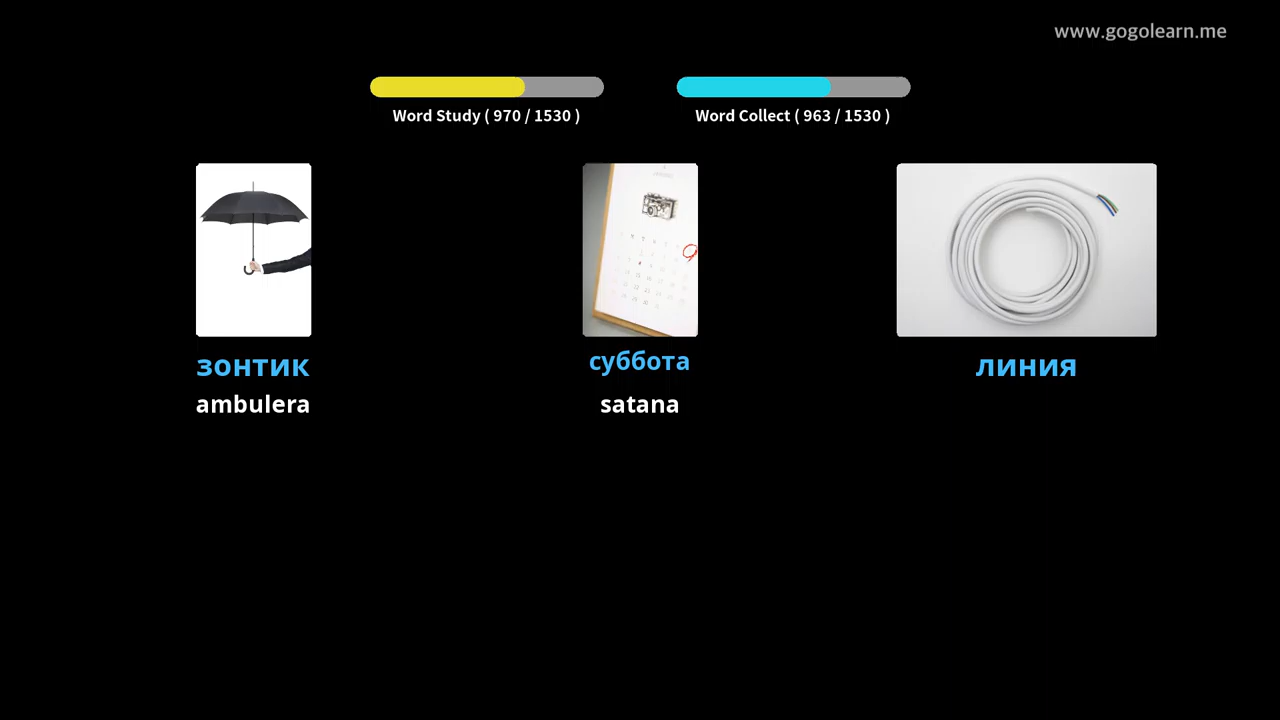 www.gogolearn.me
Word Study ( 970 / 1530 )
Word Collect ( 963 / 1530 )
зонтик
суббота
линия
ambulera
satana